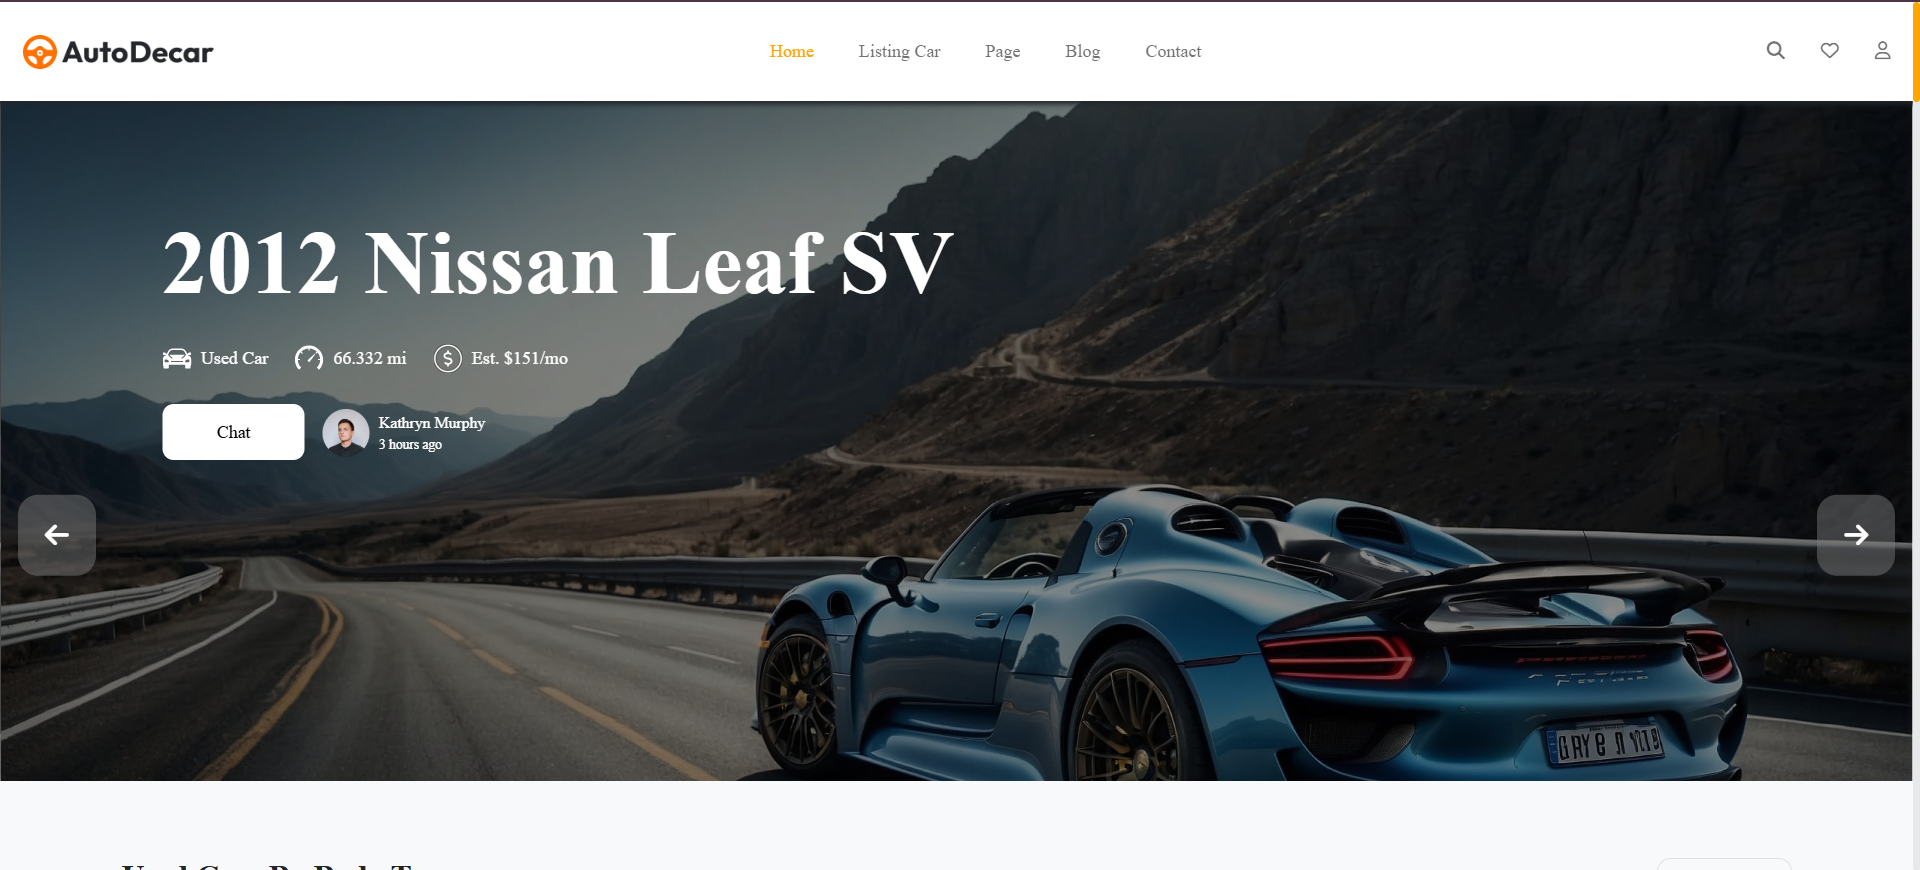 AutoDecar
Home Listing Car Page Blog Contact
2012 Nissan Leaf SV
Used Car 66.332 mi Est. $151/mo
Chat
Kathryn Murphy
3 hours ago